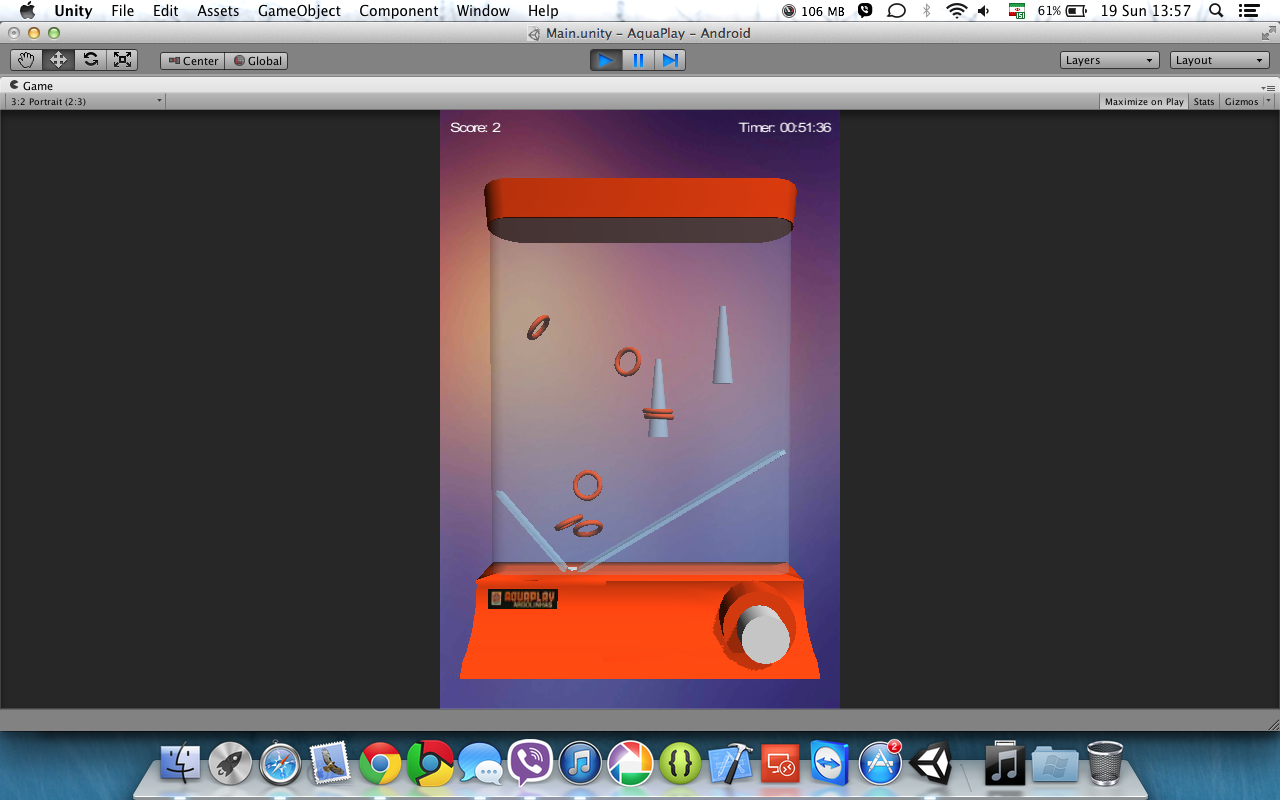 Unity File Edit Assets GameObject Component Window Help 106 MB 61% 19 Sun 13:57
Main.unity – AquaPlay – Android
Center Global Layers Layout
Game
3:2 Portrait (2:3) Maximize on Play Stats Gizmos
Score: 2 Timer: 00:51:36
AQUAPLAY
ARGOLINHAS
2